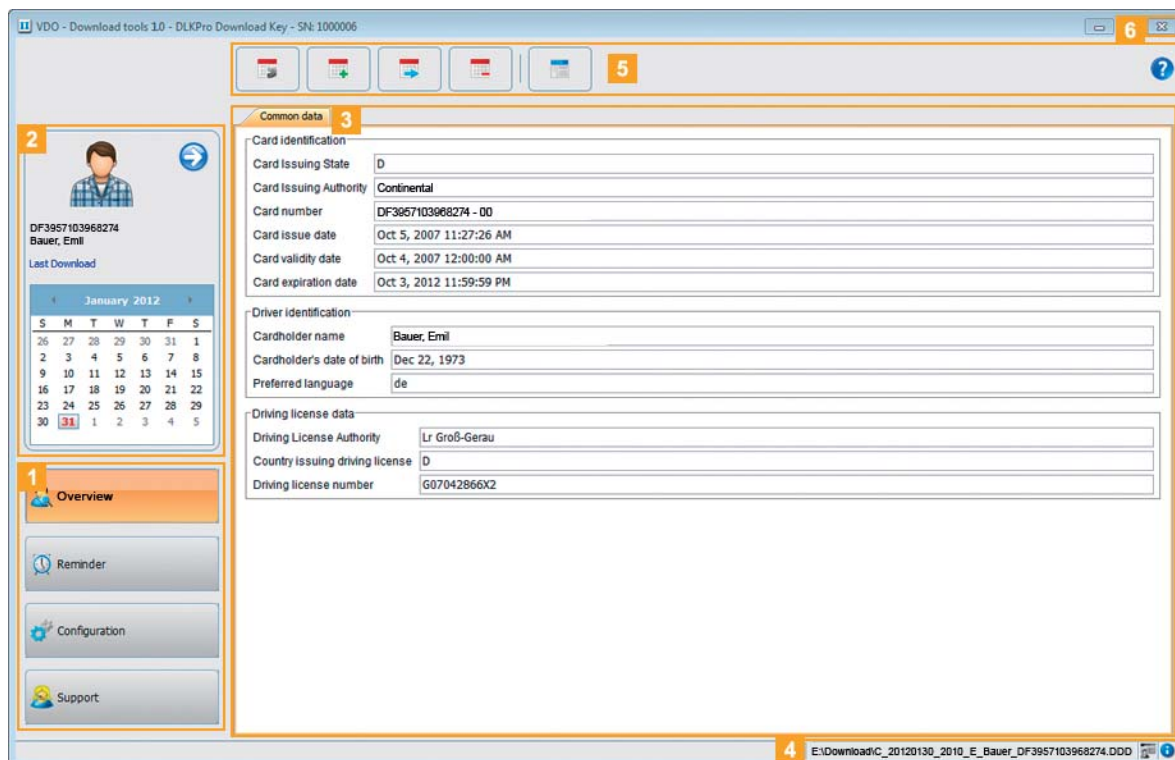 VDO - Download tools 1.0 - DLKPro Download Key - SN: 1000006
6
5
?
2
DF3957103968274
Bauer, Emil
Last Download
January 2012
S M T W T F S
26 27 28 29 30 31 1
2 3 4 5 6 7 8
9 10 11 12 13 14 15
16 17 18 19 20 21 22
23 24 25 26 27 28 29
30 31 1 2 3 4 5
1
Overview
Reminder
Configuration
Support
Common data
3
Card identification
Card Issuing State D
Card Issuing Authority Continental
Card number DF3957103968274 - 00
Card issue date Oct 5, 2007 11:27:26 AM
Card validity date Oct 4, 2007 12:00:00 AM
Card expiration date Oct 3, 2012 11:59:59 PM
Driver identification
Cardholder name Bauer, Emil
Cardholder's date of birth Dec 22, 1973
Preferred language de
Driving license data
Driving License Authority Lr Groß-Gerau
Country issuing driving license D
Driving license number G07042866X2
4
E:\Download\C_20120130_2010_E_Bauer_DF3957103968274.DDD